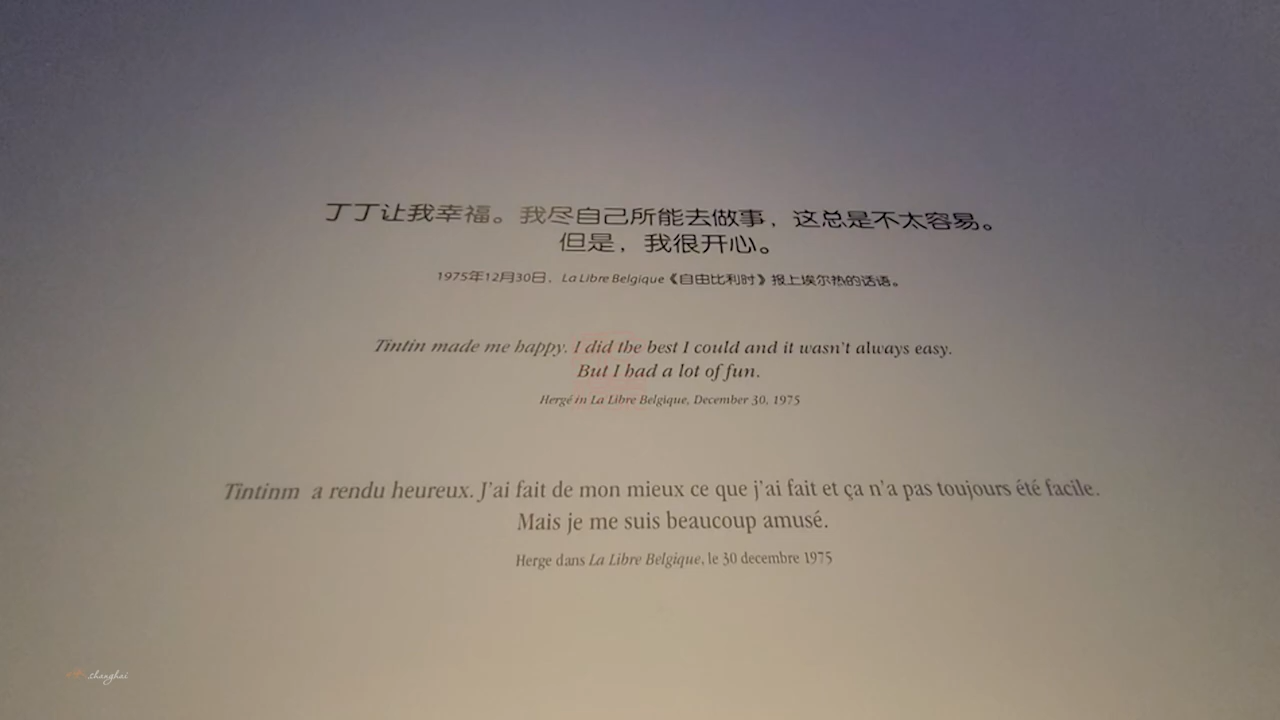 丁丁让我幸福。我尽自己所能去做事，这总是不太容易。
但是，我很开心。
1975年12月30日，La Libre Belgique《自由比利时》报上埃尔热的话语。
Tintin made me happy. I did the best I could and it wasn't always easy.
But I had a lot of fun.
Hergé in La Libre Belgique, December 30, 1975
Tintinm a rendu heureux. J'ai fait de mon mieux ce que j'ai fait et ça n'a pas toujours été facile.
Mais je me suis beaucoup amusé.
Herge dans La Libre Belgique, le 30 decembre 1975
shanghai